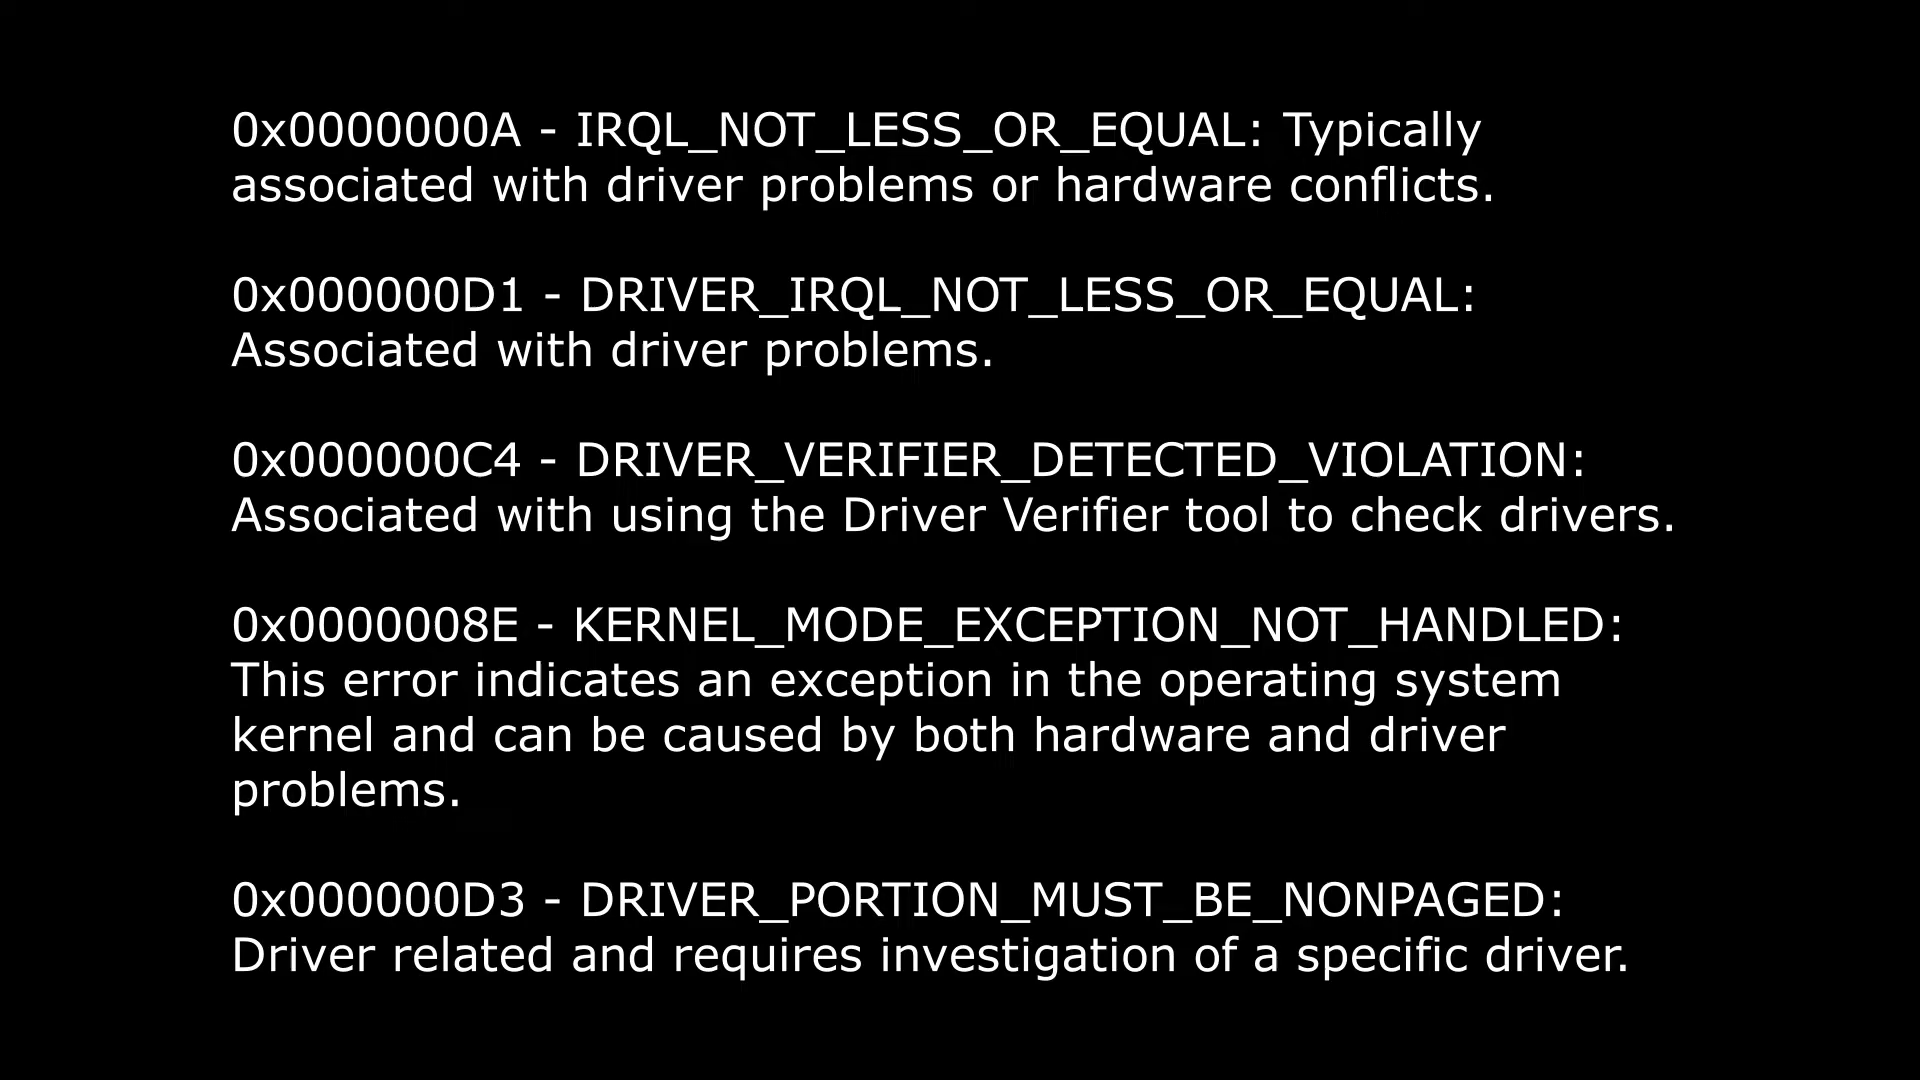 0x0000000A - IRQL_NOT_LESS_OR_EQUAL: Typically
associated with driver problems or hardware conflicts.
0x000000D1 - DRIVER_IRQL_NOT_LESS_OR_EQUAL:
Associated with driver problems.
0x000000C4 - DRIVER_VERIFIER_DETECTED_VIOLATION:
Associated with using the Driver Verifier tool to check drivers.
0x0000008E - KERNEL_MODE_EXCEPTION_NOT_HANDLED:
This error indicates an exception in the operating system
kernel and can be caused by both hardware and driver
problems.
0x000000D3 - DRIVER_PORTION_MUST_BE_NONPAGED:
Driver related and requires investigation of a specific driver.